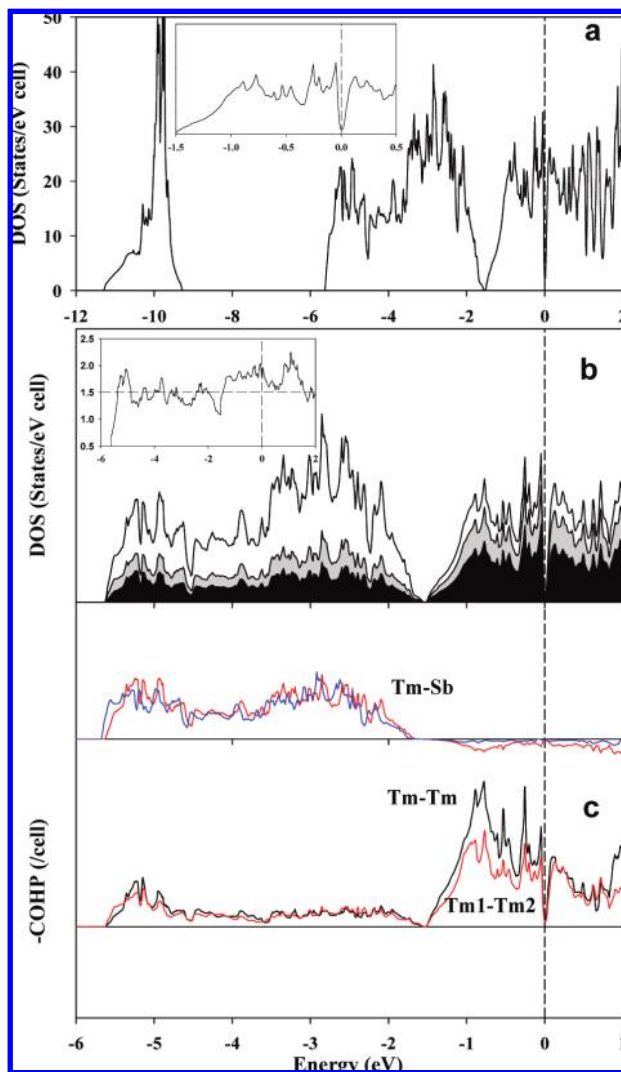 a
50
40
30
20
10
0
DOS (States/eV cell)
-1.5 -1.0 -0.5 0.0 0.5
-12 -10 -8 -6 -4 -2 0 2
b
DOS (States/eV cell)
2.5
2.0
1.5
1.0
0.5
-6 -4 -2 0 2
Tm-Sb
c
-COHP (/cell)
Tm-Tm
Tm1-Tm2
-6 -5 -4 -3 -2 -1 0 1
Energy (eV)